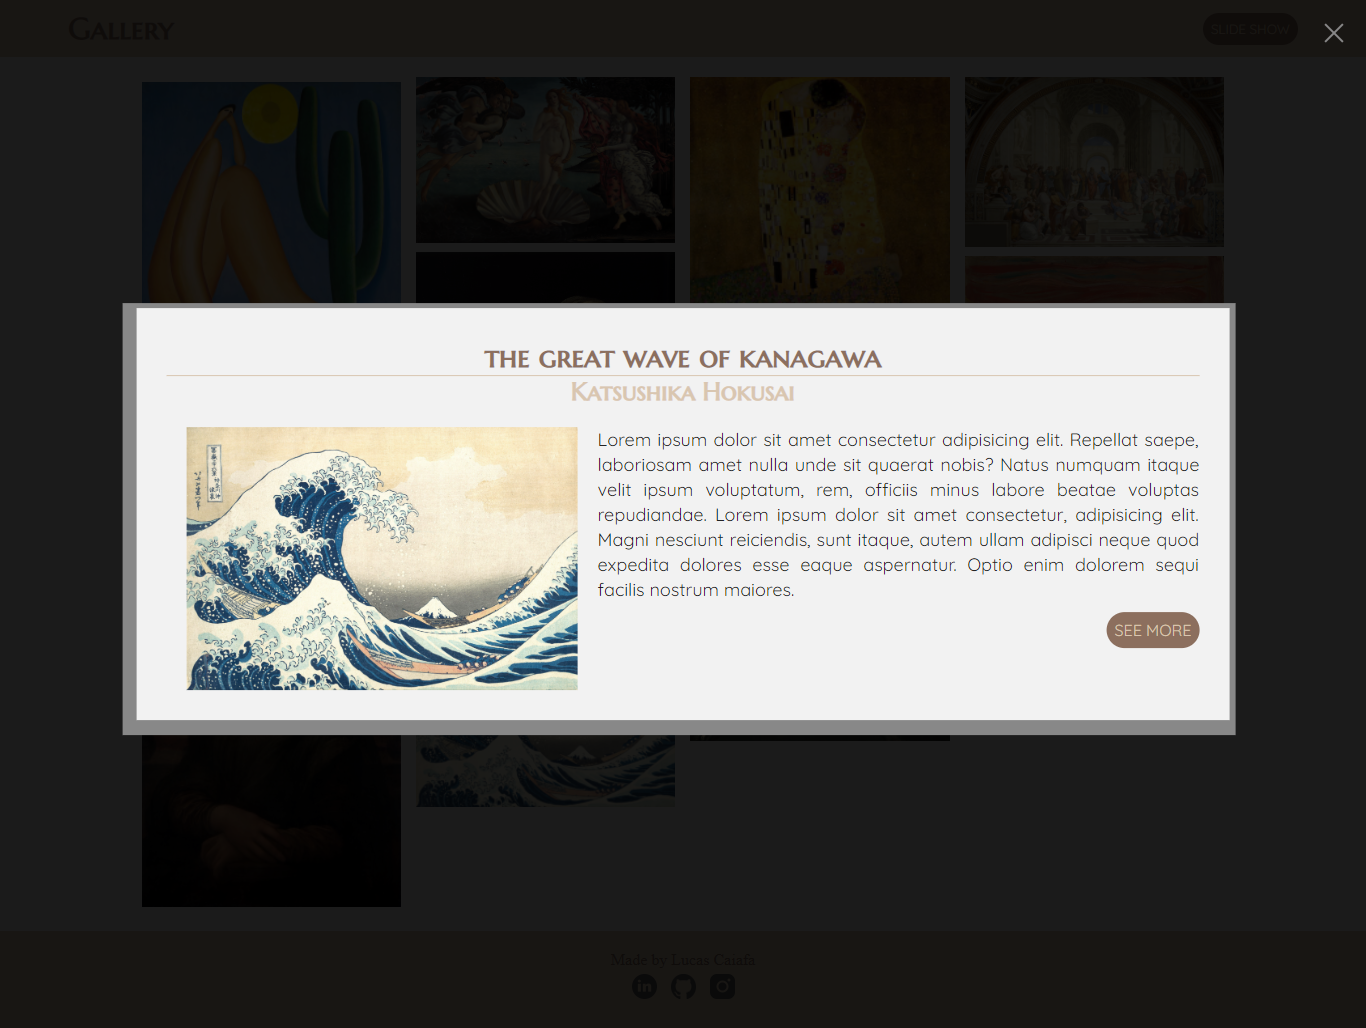 Gallery
SLIDE SHOW
THE GREAT WAVE OF KANAGAWA
Katsushika Hokusai
Lorem ipsum dolor sit amet consectetur adipisicing elit. Repellat saepe,
laboriosam amet nulla unde sit quaerat nobis? Natus numquam itaque
velit ipsum voluptatum, rem, officiis minus labore beatae voluptas
repudiandae. Lorem ipsum dolor sit amet consectetur, adipisicing elit.
Magni nesciunt reiciendis, sunt itaque, autem ullam adipisci neque quod
expedita dolores esse eaque aspernatur. Optio enim dolorem sequi
facilis nostrum maiores.
SEE MORE
Made by Lucas Caiafa
in